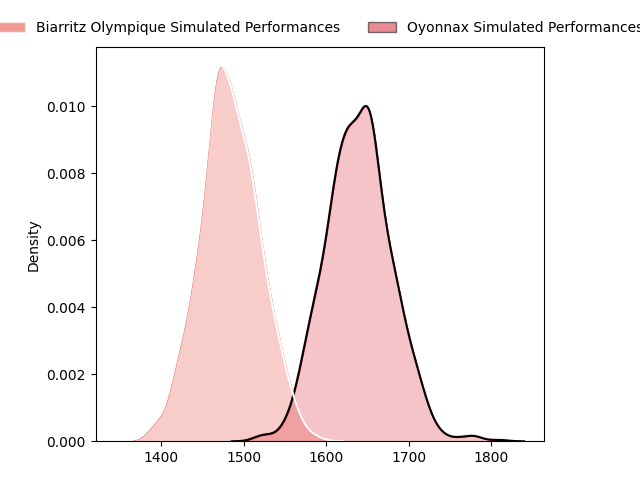 Biarritz Olympique Simulated Performances
Oyonnax Simulated Performances
0.010
0.008
0.006
0.004
0.002
0.000
Density
1400 1500 1600 1700 1800